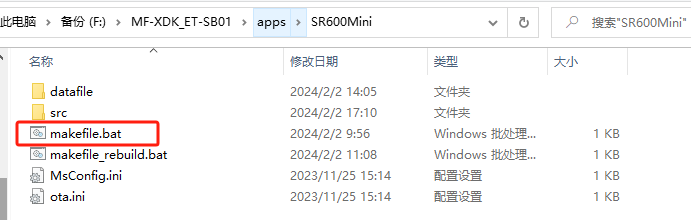 此电脑 › 备份 (F:) › MF-XDK_ET-SB01 › apps › SR600Mini 搜索"SR600Mini"
名称 修改日期 类型 大小
datafile 2024/2/2 14:05 文件夹
src 2024/2/2 17:10 文件夹
makefile.bat 2024/2/2 9:56 Windows 批处理... 1 KB
makefile_rebuild.bat 2024/2/2 11:08 Windows 批处理... 1 KB
MsConfig.ini 2023/11/25 15:14 配置设置 1 KB
ota.ini 2023/11/25 15:14 配置设置 1 KB